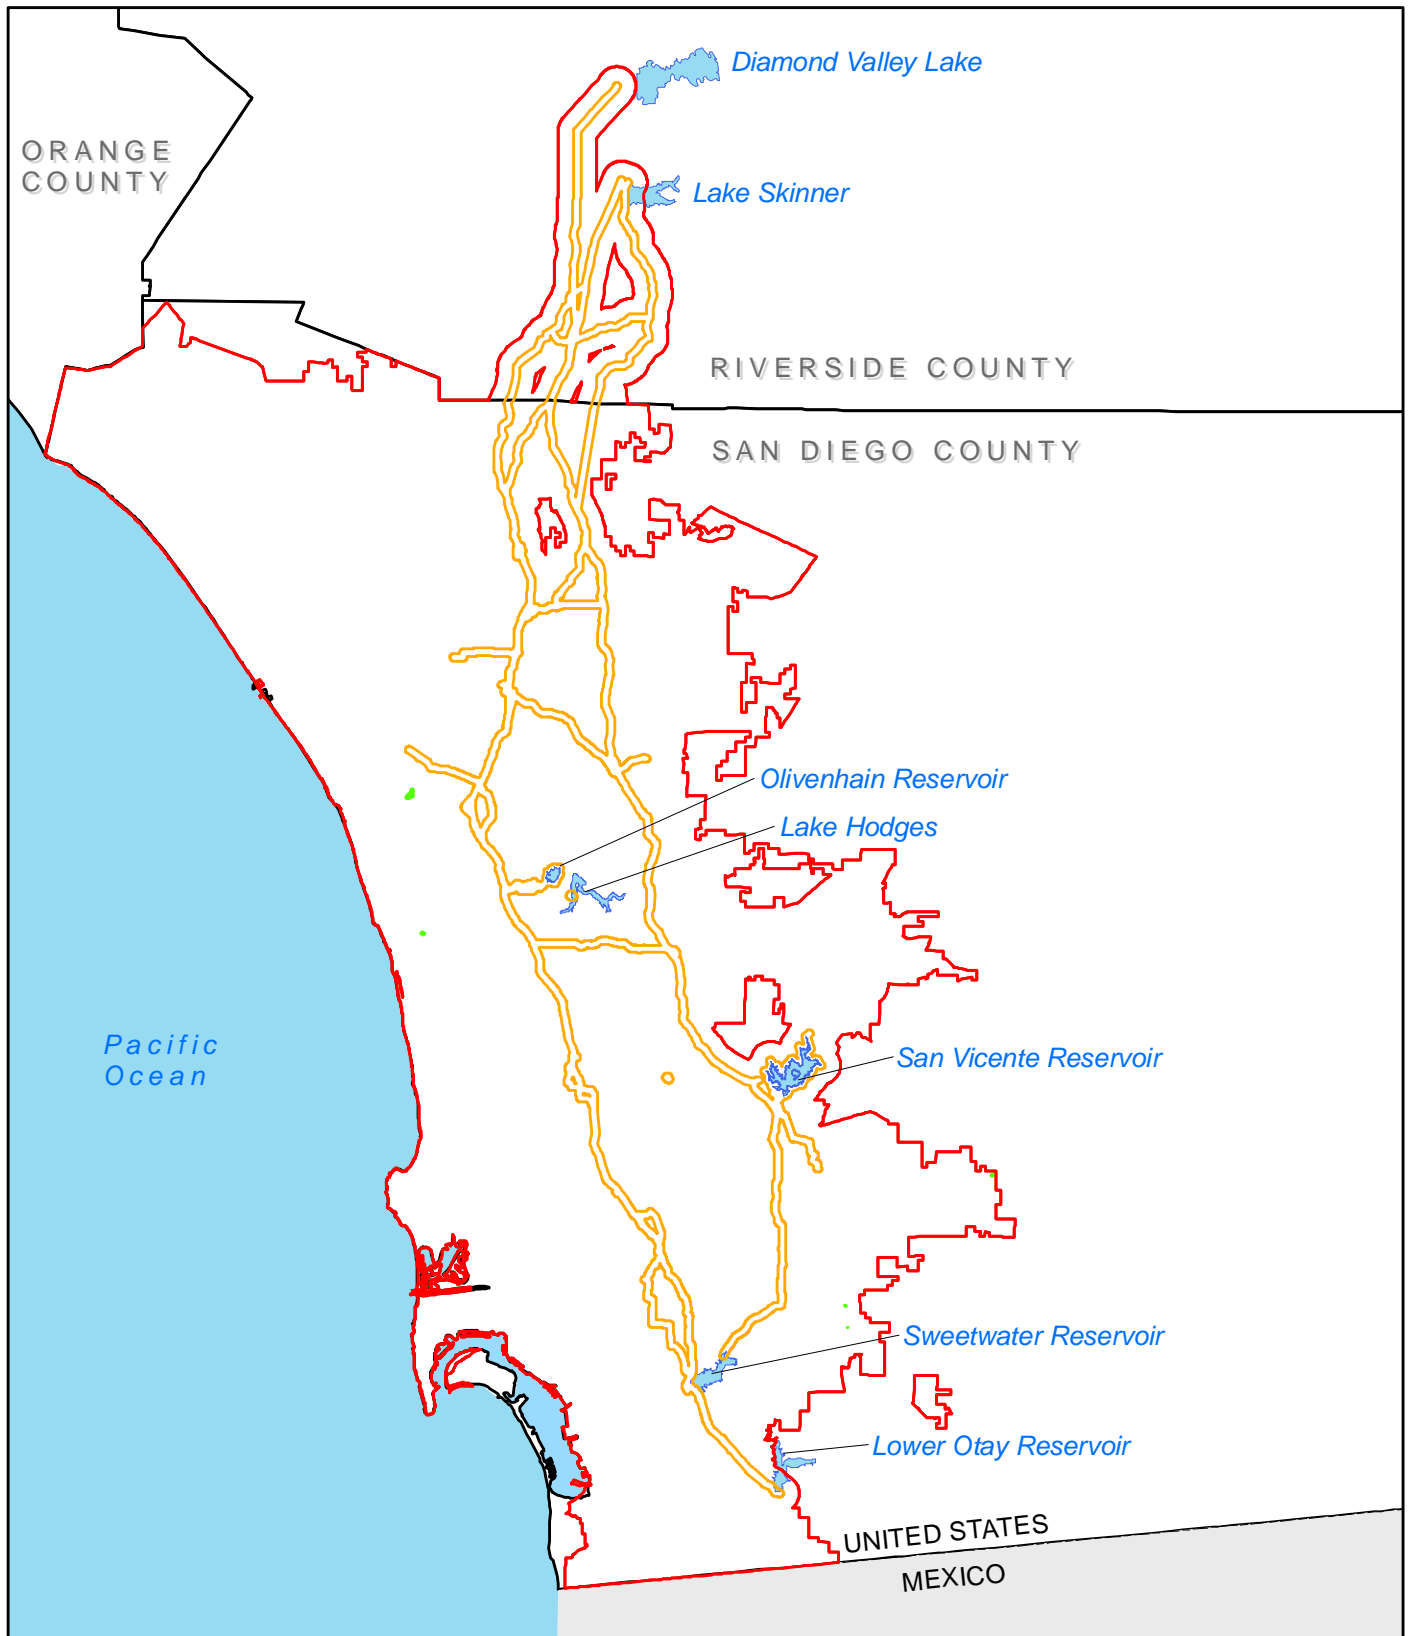 Diamond Valley Lake
ORANGE
COUNTY
Lake Skinner
RIVERSIDE COUNTY
SAN DIEGO COUNTY
Olivenhain Reservoir
Lake Hodges
Pacific
Ocean
San Vicente Reservoir
Sweetwater Reservoir
Lower Otay Reservoir
UNITED STATES
MEXICO